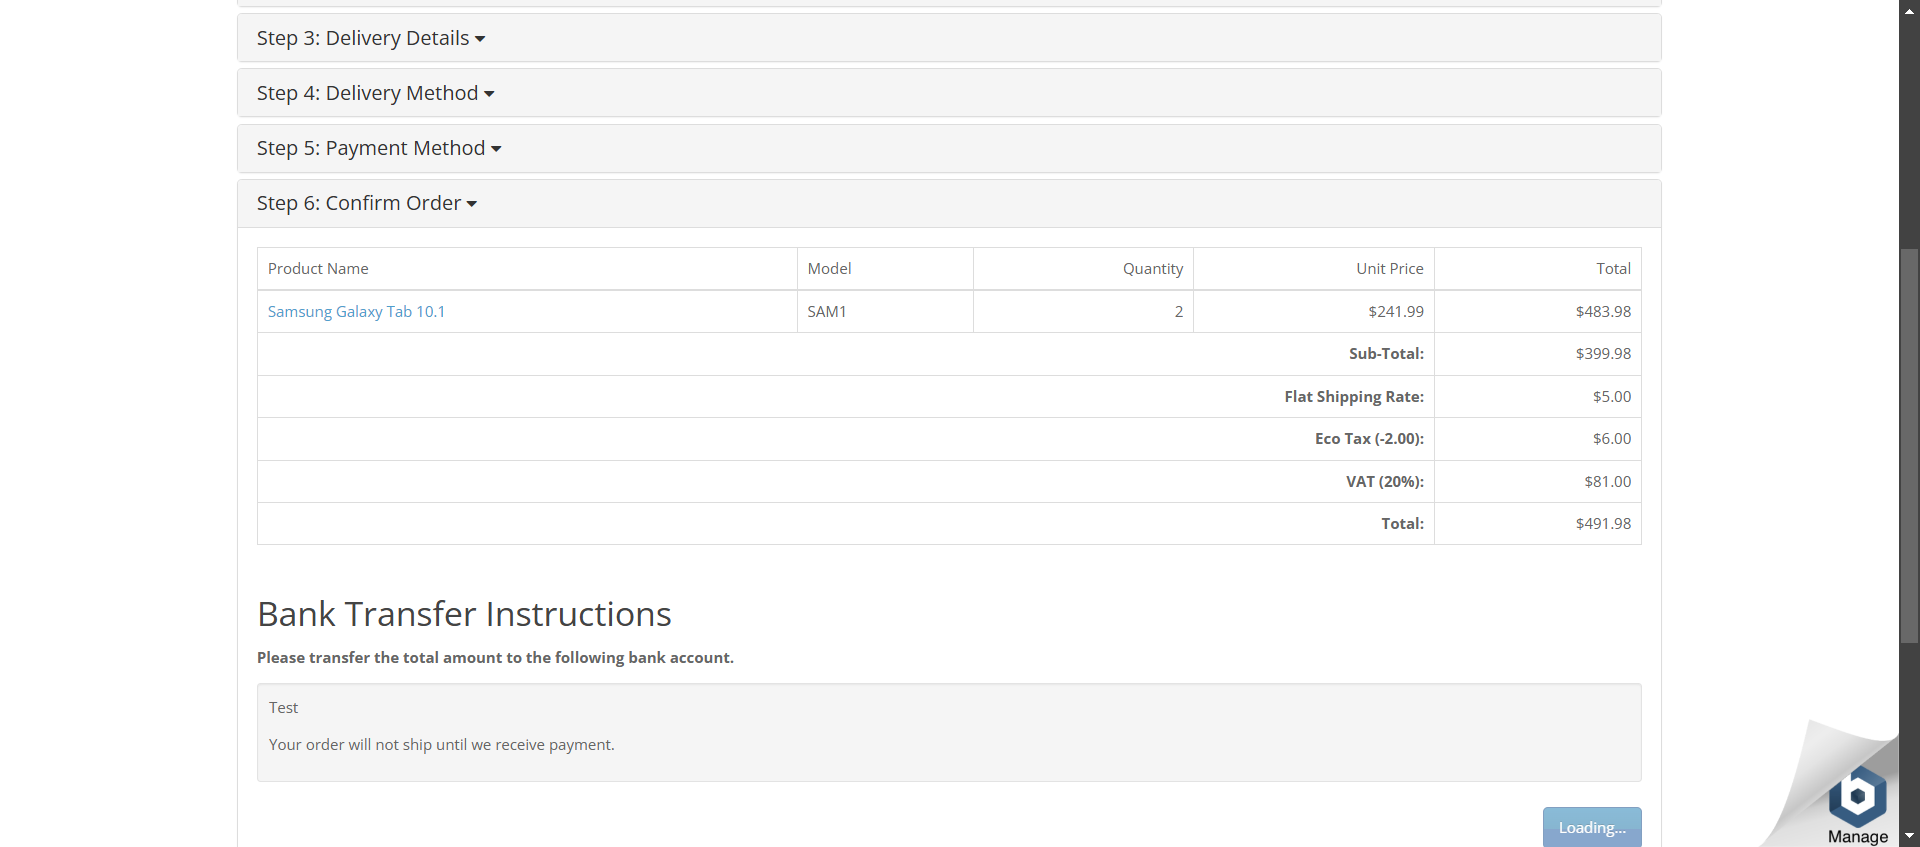 Step 3: Delivery Details
Step 4: Delivery Method
Step 5: Payment Method
Step 6: Confirm Order
Product Name Model Quantity Unit Price Total
Samsung Galaxy Tab 10.1 SAM1 2 $241.99 $483.98
Sub-Total: $399.98
Flat Shipping Rate: $5.00
Eco Tax (-2.00): $6.00
VAT (20%): $81.00
Total: $491.98
Bank Transfer Instructions
Please transfer the total amount to the following bank account.
Test
Your order will not ship until we receive payment.
Loading...
Manage